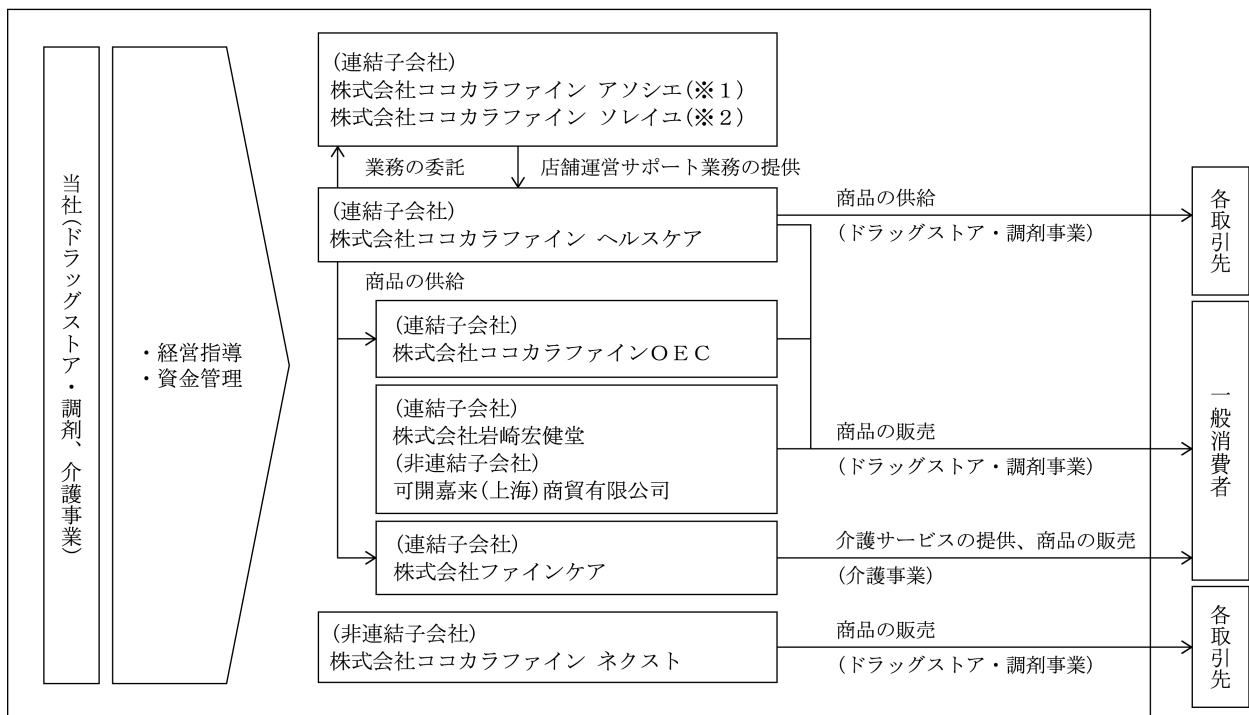 当社(ドラッグストア・調剤、介護事業)
・経営指導
・資金管理
(連結子会社)
株式会社ココカラファイン アソシエ(※1)
株式会社ココカラファイン ソレイユ(※2)
業務の委託
店舗運営サポート業務の提供
(連結子会社)
株式会社ココカラファイン ヘルスケア
商品の供給
(ドラッグストア・調剤事業)
各取引先
商品の供給
(連結子会社)
株式会社ココカラファインOEC
(連結子会社)
株式会社岩崎宏健堂
(非連結子会社)
可開嘉来(上海)商貿有限公司
商品の販売
(ドラッグストア・調剤事業)
一般消費者
(連結子会社)
株式会社ファインケア
介護サービスの提供、商品の販売
(介護事業)
(非連結子会社)
株式会社ココカラファイン ネクスト
商品の販売
(ドラッグストア・調剤事業)
各取引先